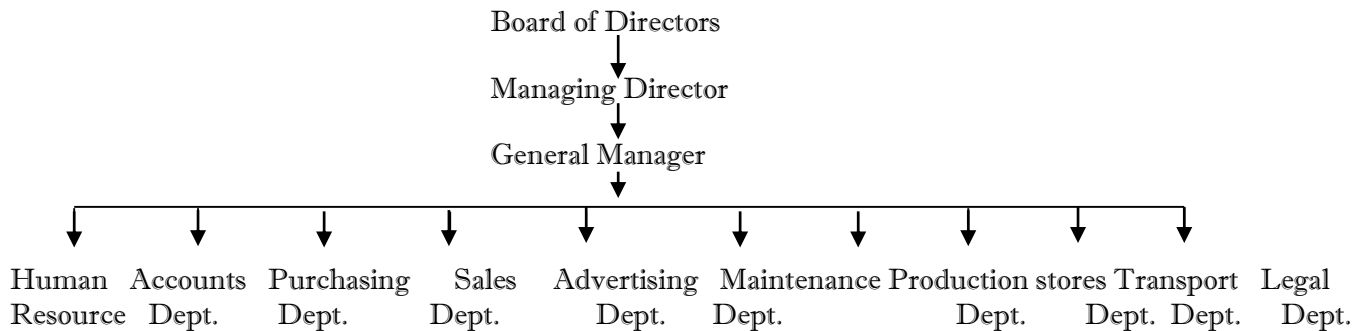 Board of Directors
Managing Director
General Manager
Human Accounts Purchasing Sales Advertising Maintenance Production stores Transport Legal
Resource Dept. Dept. Dept. Dept. Dept. Dept. Dept. Dept. Dept.